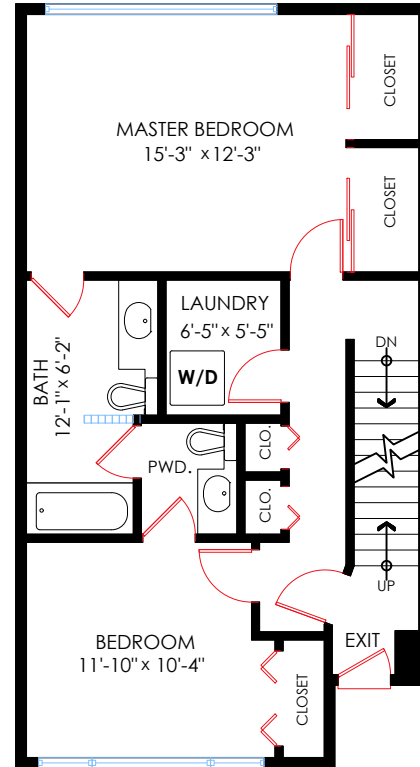 CLOSET
MASTER BEDROOM
15'-3" x 12'-3"
CLOSET
LAUNDRY
6'-5" x 5'-5"
W/D
BATH
12'-1" x 6'-2"
DN
CLO.
PWD.
CLO.
UP
BEDROOM
11'-10" x 10'-4"
EXIT
CLOSET